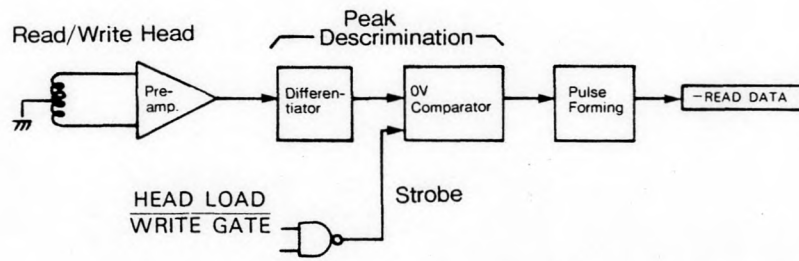 Peak
Read/Write Head
Descrimination
Pre-
amp.
Differen-
tiator
0V
Comparator
Pulse
Forming
−READ DATA
Strobe
HEAD LOAD
WRITE GATE